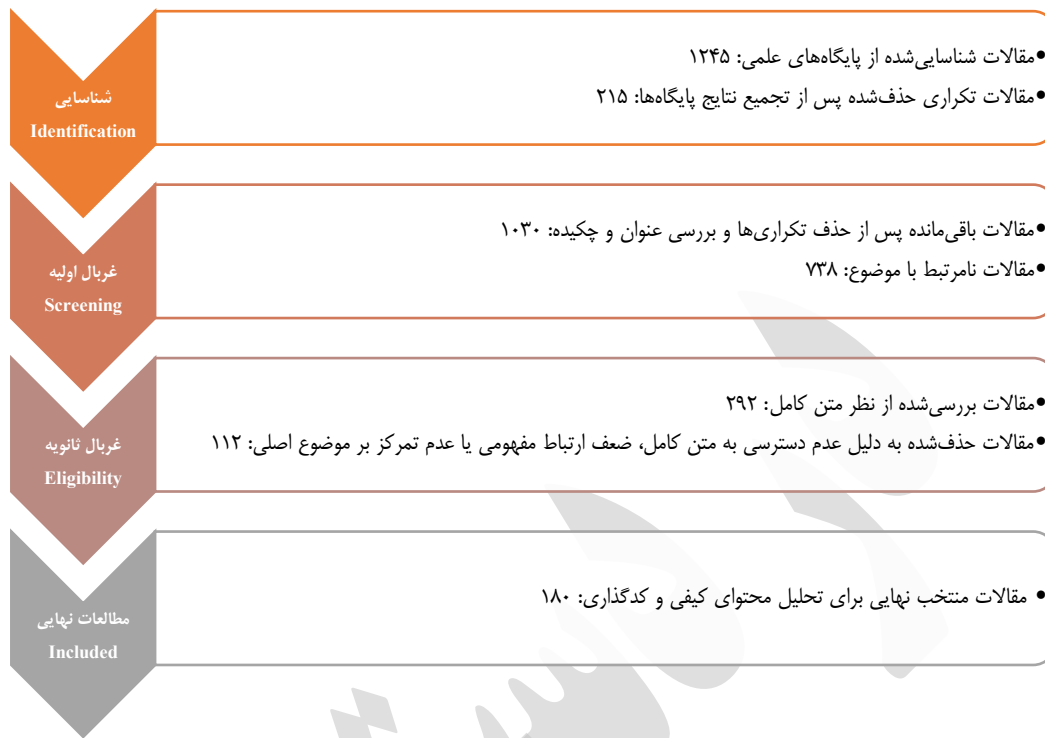 شناسایی
Identification
•مقالات شناسایی‌شده از پایگاه‌های علمی: ۱۲۴۵
•مقالات تکراری حذف‌شده پس از تجمیع نتایج پایگاه‌ها: ۲۱۵
غربال اولیه
Screening
•مقالات باقی‌مانده پس از حذف تکراری‌ها و بررسی عنوان و چکیده: ۱۰۳۰
•مقالات نامرتبط با موضوع: ۷۳۸
غربال ثانویه
Eligibility
•مقالات بررسی‌شده از نظر متن کامل: ۲۹۲
•مقالات حذف‌شده به دلیل عدم دسترسی به متن کامل، ضعف ارتباط مفهومی یا عدم تمرکز بر موضوع اصلی: ۱۱۲
مطالعات نهایی
Included
• مقالات منتخب نهایی برای تحلیل محتوای کیفی و کدگذاری: ۱۸۰